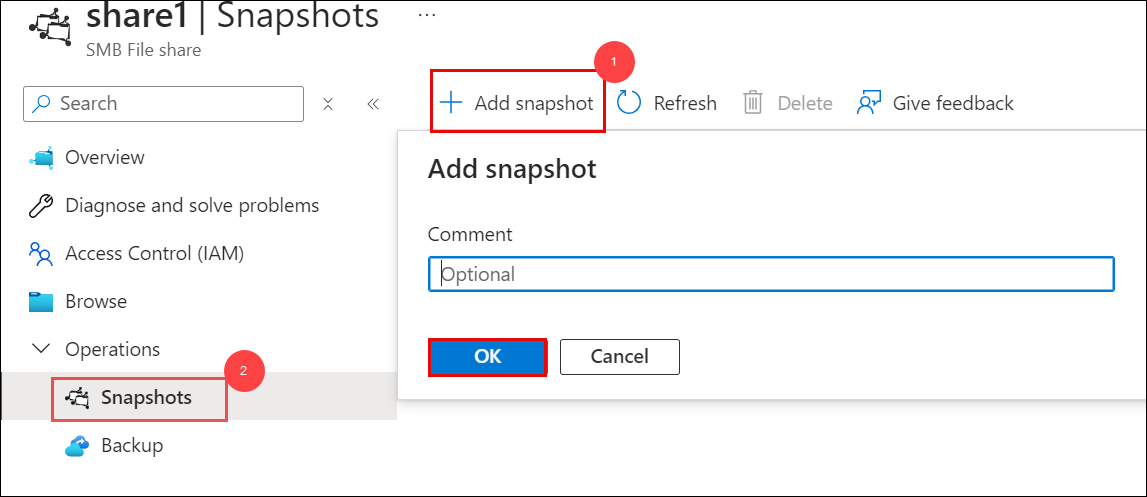 share1 | Snapshots ...
SMB File share
1
Search
Add snapshot Refresh Delete Give feedback
Overview
Add snapshot
Diagnose and solve problems
Comment
Access Control (IAM)
Optional
Browse
Operations
OK Cancel
2
Snapshots
Backup